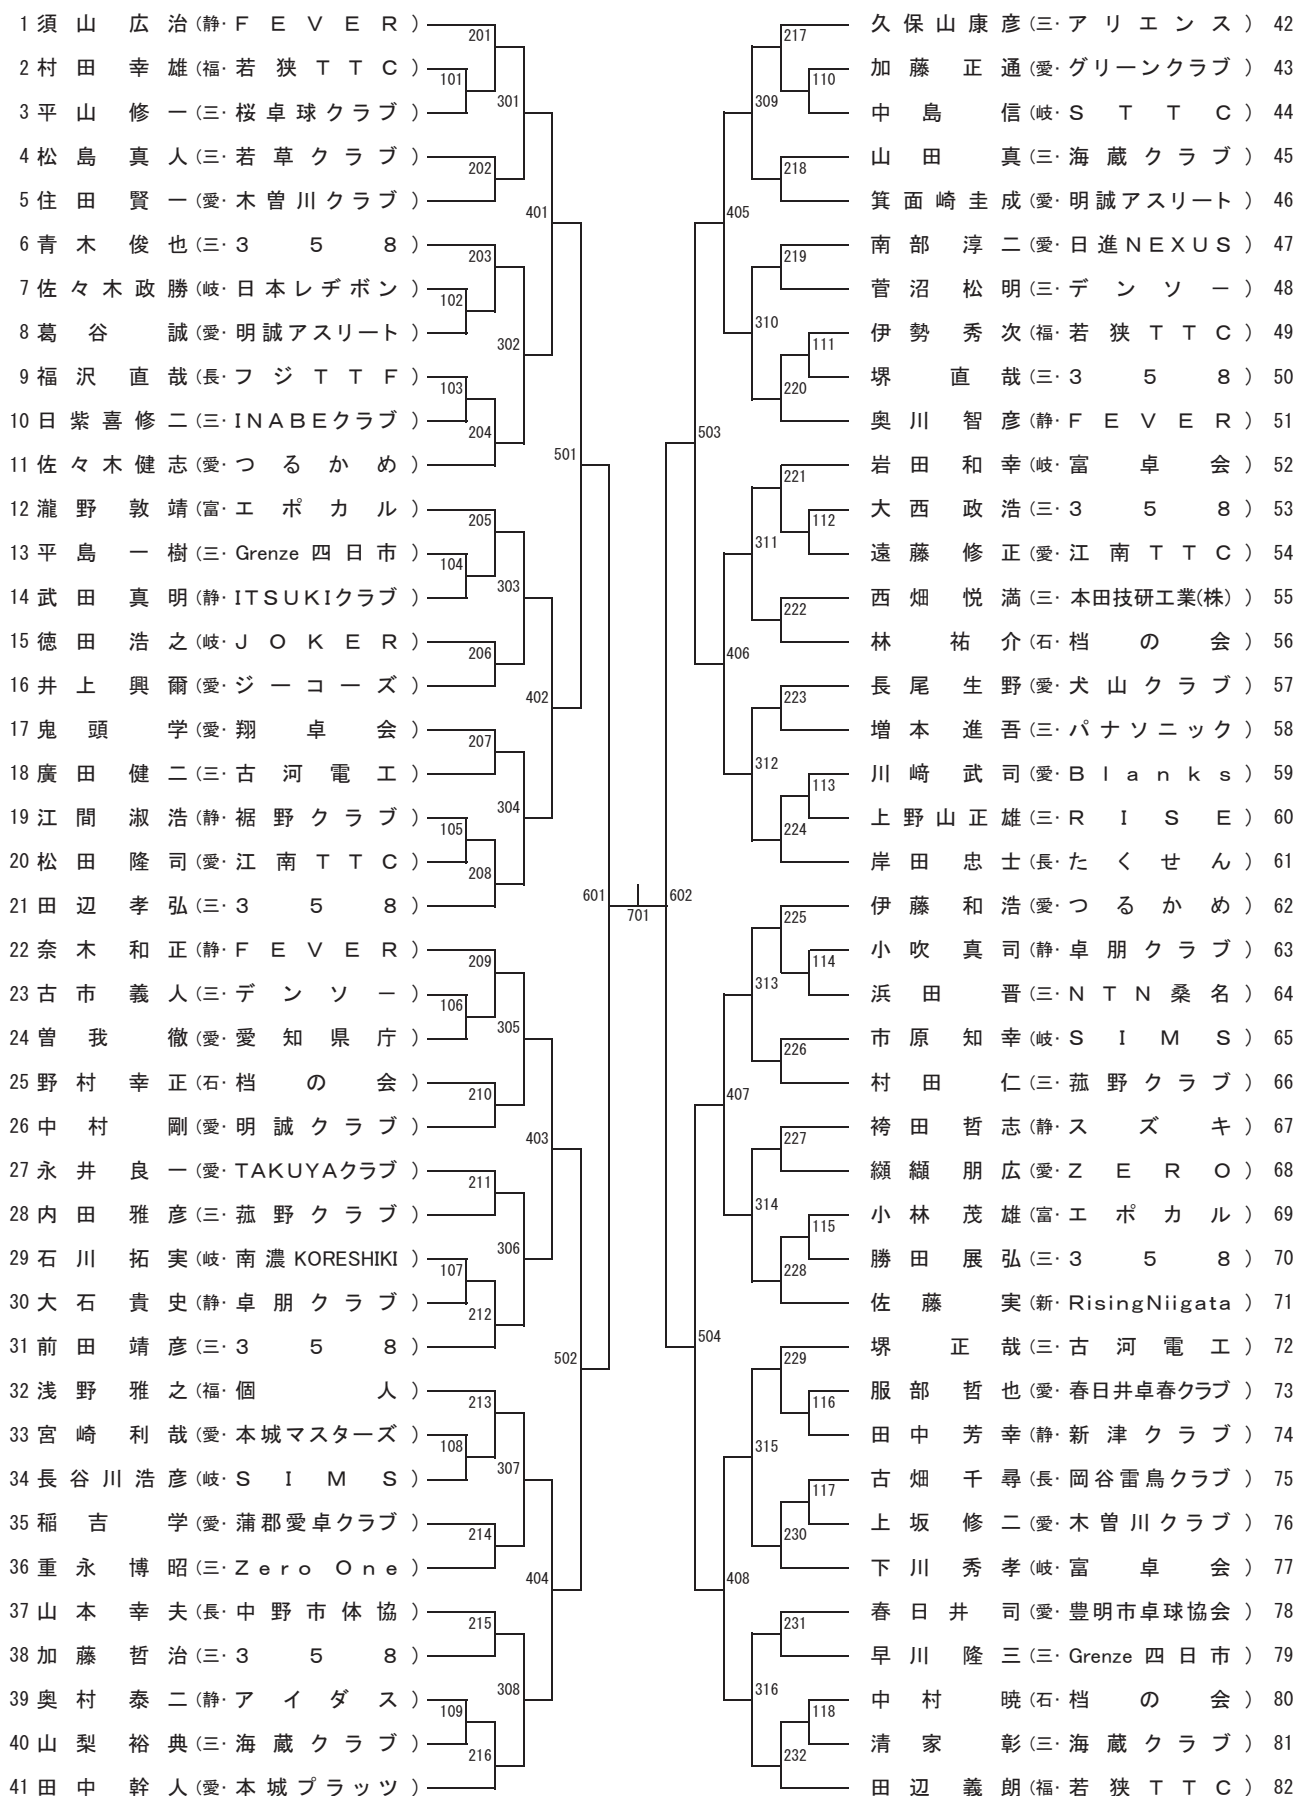 1 須山広治 (静・FEVER)
2 村田幸雄 (福・若狭TTC)
3 平山修一 (三・桜卓球クラブ)
4 松島真人 (三・若草クラブ)
5 住田賢一 (愛・木曽川クラブ)
6 青木俊也 (三・358)
7 佐々木政勝 (岐・日本レヂボン)
8 葛谷誠 (愛・明誠アスリート)
9 福沢直哉 (長・フジTTF)
10 日紫喜修二 (三・INABEクラブ)
11 佐々木健志 (愛・つるかめ)
12 瀧野敦靖 (富・エポカル)
13 平島一樹 (三・Grenze 四日市)
14 武田真明 (静・ITSUKIクラブ)
15 徳田浩之 (岐・JOKER)
16 井上興爾 (愛・ジーコーズ)
17 鬼頭学 (愛・翔卓会)
18 廣田健二 (三・古河電工)
19 江間淑浩 (静・裾野クラブ)
20 松田隆司 (愛・江南TTC)
21 田辺孝弘 (三・358)
22 奈木和正 (静・FEVER)
23 古市義人 (三・デンソー)
24 曽我徹 (愛・愛知県庁)
25 野村幸正 (石・档の会)
26 中村剛 (愛・明誠クラブ)
27 永井良一 (愛・TAKUYAクラブ)
28 内田雅彦 (三・菰野クラブ)
29 石川拓実 (岐・南濃 KORESHIKI)
30 大石貴史 (静・卓朋クラブ)
31 前田靖彦 (三・358)
32 浅野雅之 (福・個人)
33 宮崎利哉 (愛・本城マスターズ)
34 長谷川浩彦 (岐・SIMS)
35 稲吉学 (愛・蒲郡愛卓クラブ)
36 重永博昭 (三・Zero One)
37 山本幸夫 (長・中野市体協)
38 加藤哲治 (三・358)
39 奥村泰二 (静・アイダス)
40 山梨裕典 (三・海蔵クラブ)
41 田中幹人 (愛・本城プラッツ)
201
101
301
202
401
203
102
302
103
204
501
205
104
303
206
402
207
304
105
208
601
701
602
209
106
305
210
403
211
306
107
212
502
213
108
307
214
404
215
308
109
216
217
110
309
218
405
219
310
111
220
503
221
112
311
222
406
223
312
113
224
225
114
313
226
407
227
314
115
228
504
229
116
315
117
230
408
231
316
118
232
久保山康彦 (三・アリエンス) 42
加藤正通 (愛・グリーンクラブ) 43
中島信 (岐・STTC) 44
山田真 (三・海蔵クラブ) 45
箕面崎圭成 (愛・明誠アスリート) 46
南部淳二 (愛・日進NEXUS) 47
菅沼松明 (三・デンソー) 48
伊勢秀次 (福・若狭TTC) 49
堺直哉 (三・358) 50
奥川智彦 (静・FEVER) 51
岩田和幸 (岐・富卓会) 52
大西政浩 (三・358) 53
遠藤修正 (愛・江南TTC) 54
西畑悦満 (三・本田技研工業(株)) 55
林祐介 (石・档の会) 56
長尾生野 (愛・犬山クラブ) 57
増本進吾 (三・パナソニック) 58
川﨑武司 (愛・Blanks) 59
上野山正雄 (三・RISE) 60
岸田忠士 (長・たくせん) 61
伊藤和浩 (愛・つるかめ) 62
小吹真司 (静・卓朋クラブ) 63
浜田晋 (三・NTN桑名) 64
市原知幸 (岐・SIMS) 65
村田仁 (三・菰野クラブ) 66
袴田哲志 (静・スズキ) 67
纐纈朋広 (愛・ZERO) 68
小林茂雄 (富・エポカル) 69
勝田展弘 (三・358) 70
佐藤実 (新・RisingNiigata) 71
堺正哉 (三・古河電工) 72
服部哲也 (愛・春日井卓春クラブ) 73
田中芳幸 (静・新津クラブ) 74
古畑千尋 (長・岡谷雷鳥クラブ) 75
上坂修二 (愛・木曽川クラブ) 76
下川秀孝 (岐・富卓会) 77
春日井司 (愛・豊明市卓球協会) 78
早川隆三 (三・Grenze 四日市) 79
中村暁 (石・档の会) 80
清家彰 (三・海蔵クラブ) 81
田辺義朗 (福・若狭TTC) 82